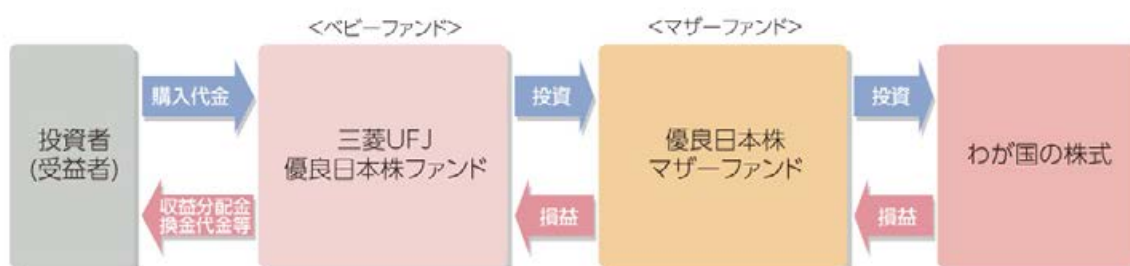 <ベビーファンド>
<マザーファンド>
投資者
(受益者)
購入代金
収益分配金
換金代金等
三菱UFJ
優良日本株ファンド
投資
損益
優良日本株
マザーファンド
投資
損益
わが国の株式